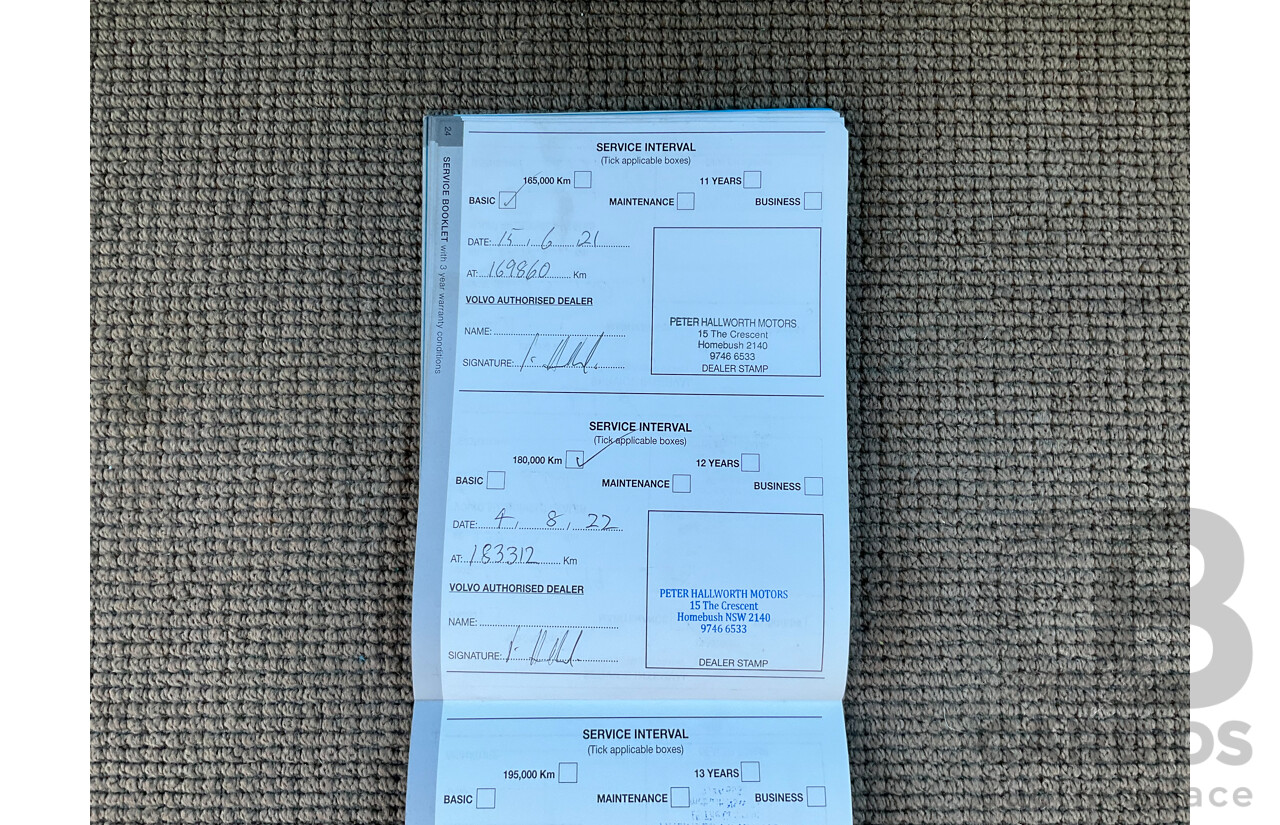 24
SERVICE BOOKLET with 3 year warranty conditions
SERVICE INTERVAL
(Tick applicable boxes)
165,000 Km 11 YEARS
BASIC MAINTENANCE BUSINESS
DATE: 15, 6, 21
AT: 169860 Km
VOLVO AUTHORISED DEALER
NAME:
SIGNATURE:
PETER HALLWORTH MOTORS
15 The Crescent
Homebush 2140
9746 6533
DEALER STAMP
SERVICE INTERVAL
(Tick applicable boxes)
180,000 Km 12 YEARS
BASIC MAINTENANCE BUSINESS
DATE: 4, 8, 22
AT: 183312 Km
VOLVO AUTHORISED DEALER
NAME:
SIGNATURE:
PETER HALLWORTH MOTORS
15 The Crescent
Homebush NSW 2140
9746 6533
DEALER STAMP
SERVICE INTERVAL
(Tick applicable boxes)
195,000 Km 13 YEARS
BASIC MAINTENANCE BUSINESS